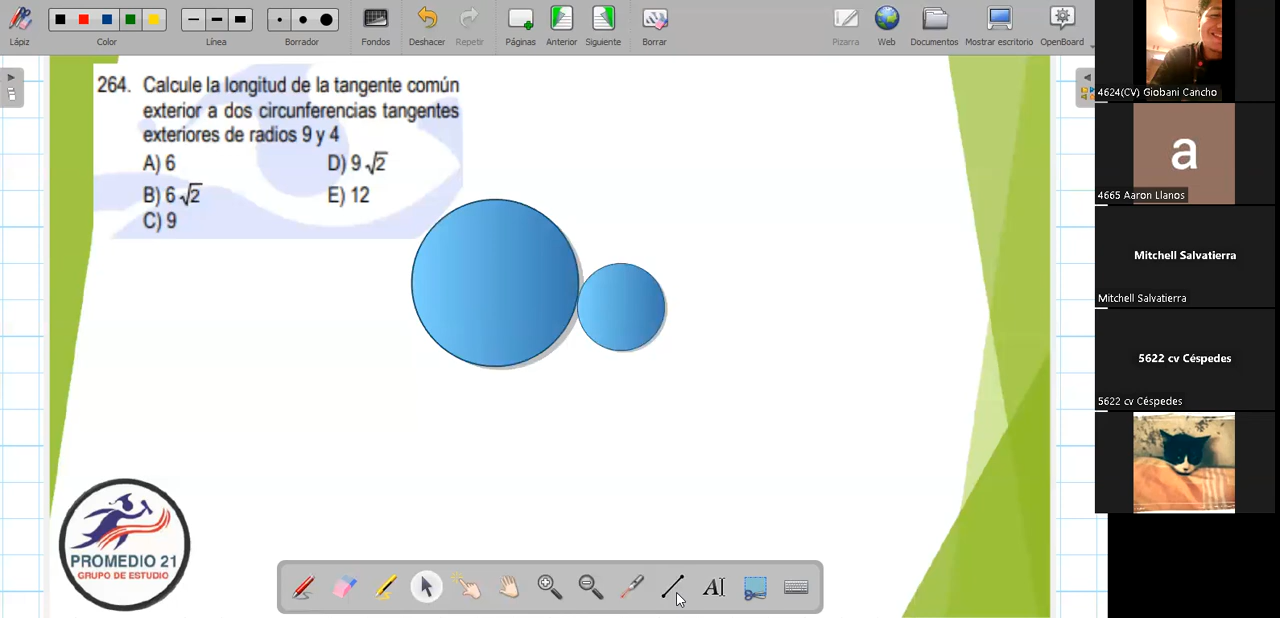 Lápiz Color Línea Borrador Fondos Deshacer Repetir Páginas Anterior Siguiente Borrar Pizarra Web Documentos Mostrar escritorio OpenBoard
264. Calcule la longitud de la tangente común
exterior a dos circunferencias tangentes
exteriores de radios 9 y 4
A) 6 D) 9√2
B) 6√2 E) 12
C) 9
PROMEDIO 21
GRUPO DE ESTUDIO
AI
4624(CV) Giobani Cancho
a
4665 Aaron Llanos
Mitchell Salvatierra
Mitchell Salvatierra
5622 cv Céspedes
5622 cv Céspedes